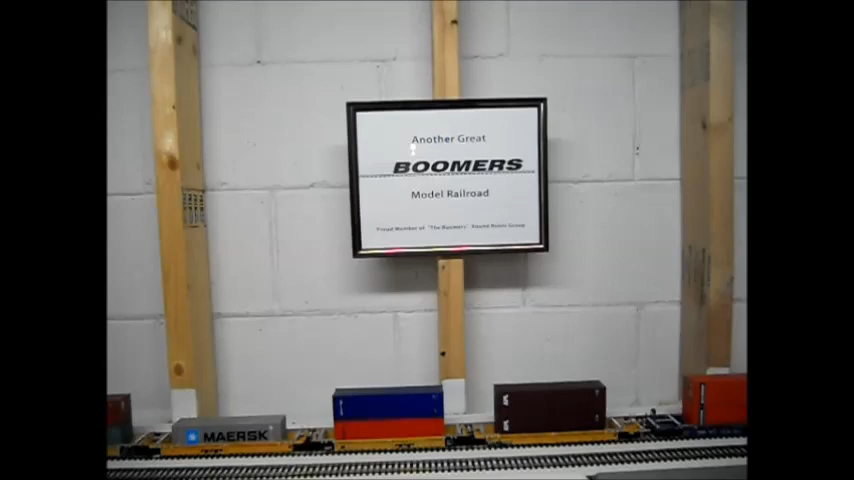 Another Great
BOOMERS
Model Railroad
Proud Member of "The Boomers" Round Robin Group
MAERSK